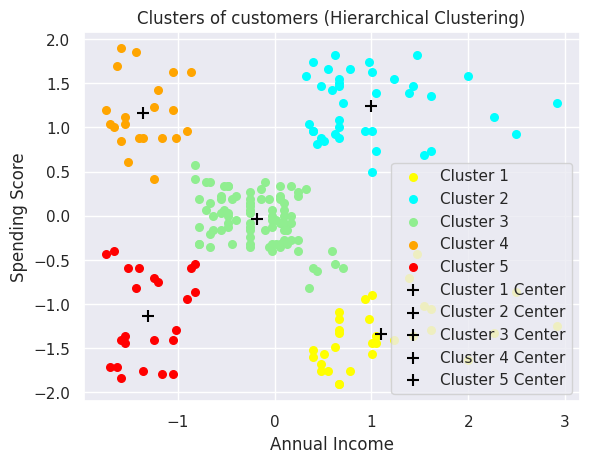 Clusters of customers (Hierarchical Clustering)
Spending Score
2.0
1.5
1.0
0.5
0.0
−0.5
−1.0
−1.5
−2.0
Cluster 1
Cluster 2
Cluster 3
Cluster 4
Cluster 5
Cluster 1 Center
Cluster 2 Center
Cluster 3 Center
Cluster 4 Center
Cluster 5 Center
−1
0
1
2
3
Annual Income